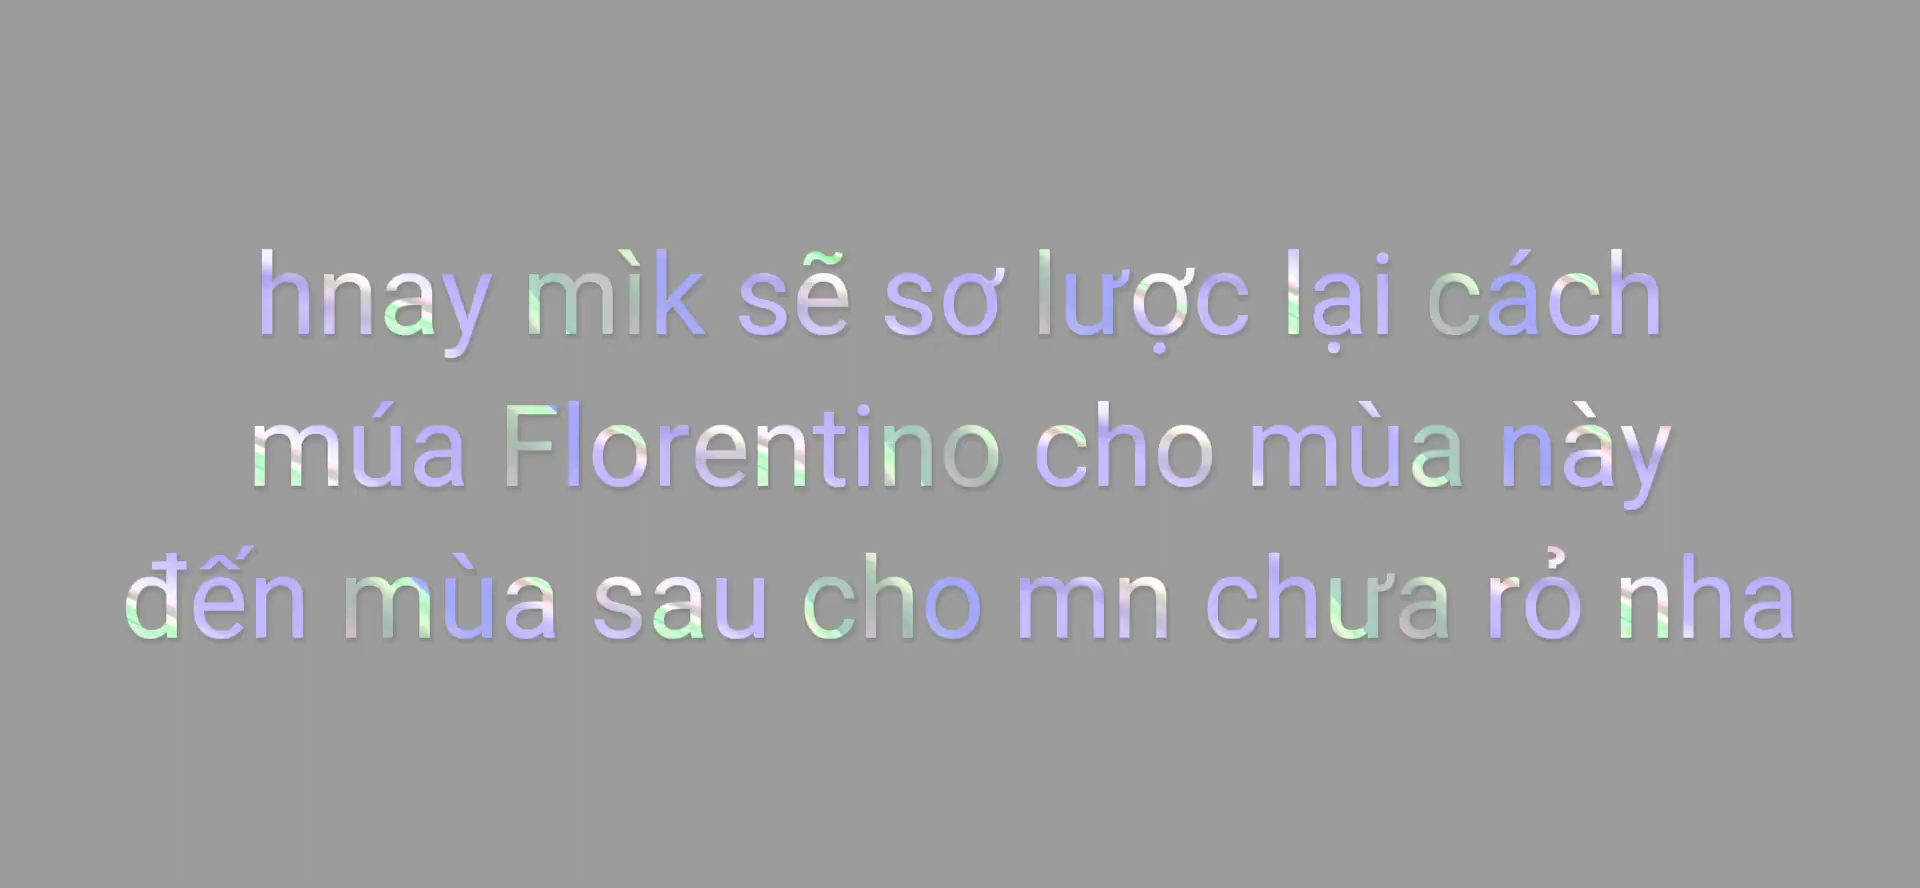 hnay mìk sẽ sơ lược lại cách
múa Florentino cho mùa này
đến mùa sau cho mn chưa rỏ nha